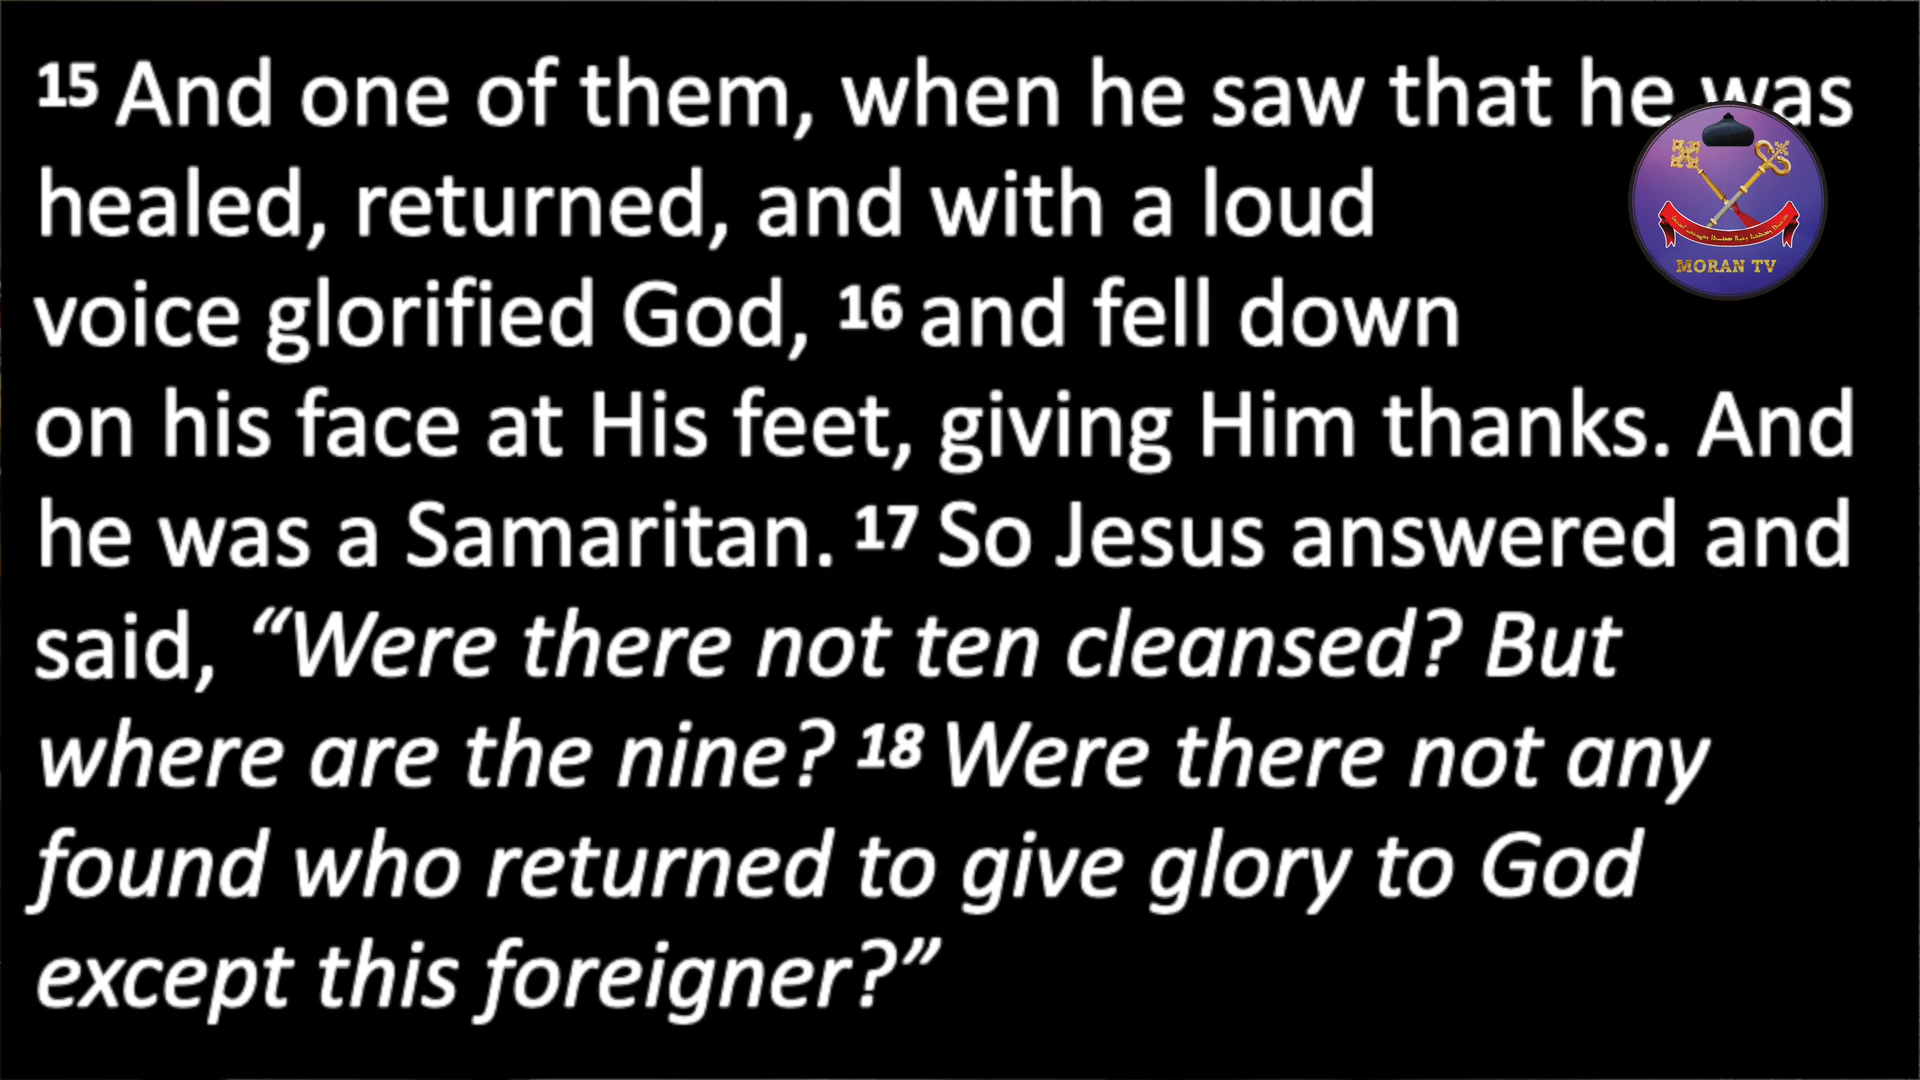 15 And one of them, when he saw that he was
healed, returned, and with a loud
voice glorified God, 16 and fell down
on his face at His feet, giving Him thanks. And
he was a Samaritan. 17 So Jesus answered and
said, “Were there not ten cleansed? But
where are the nine? 18 Were there not any
found who returned to give glory to God
except this foreigner?”
MORAN TV